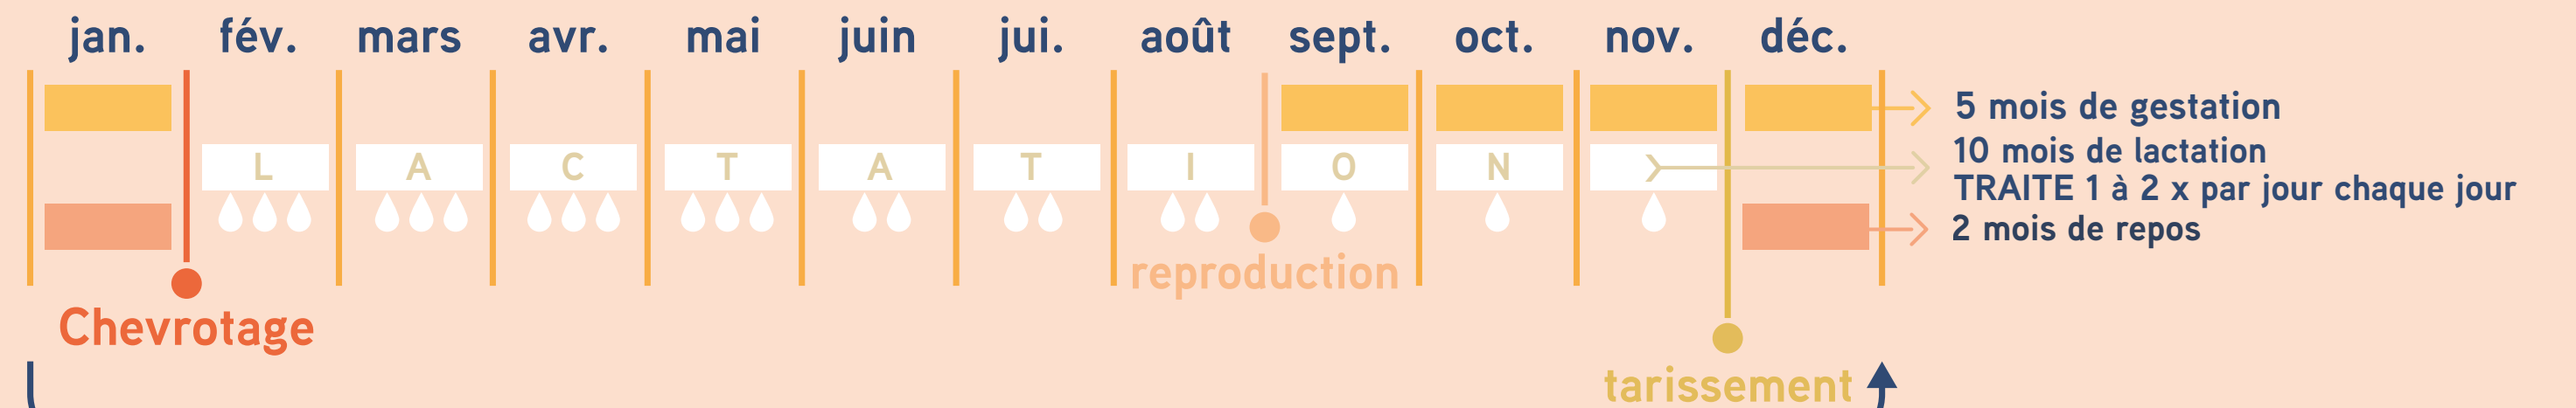 jan. fév. mars avr. mai juin jui. août sept. oct. nov. déc.
5 mois de gestation
L A C T A T I O N
10 mois de lactation
TRAITE 1 à 2 x par jour chaque jour
2 mois de repos
reproduction
Chevrotage
tarissement